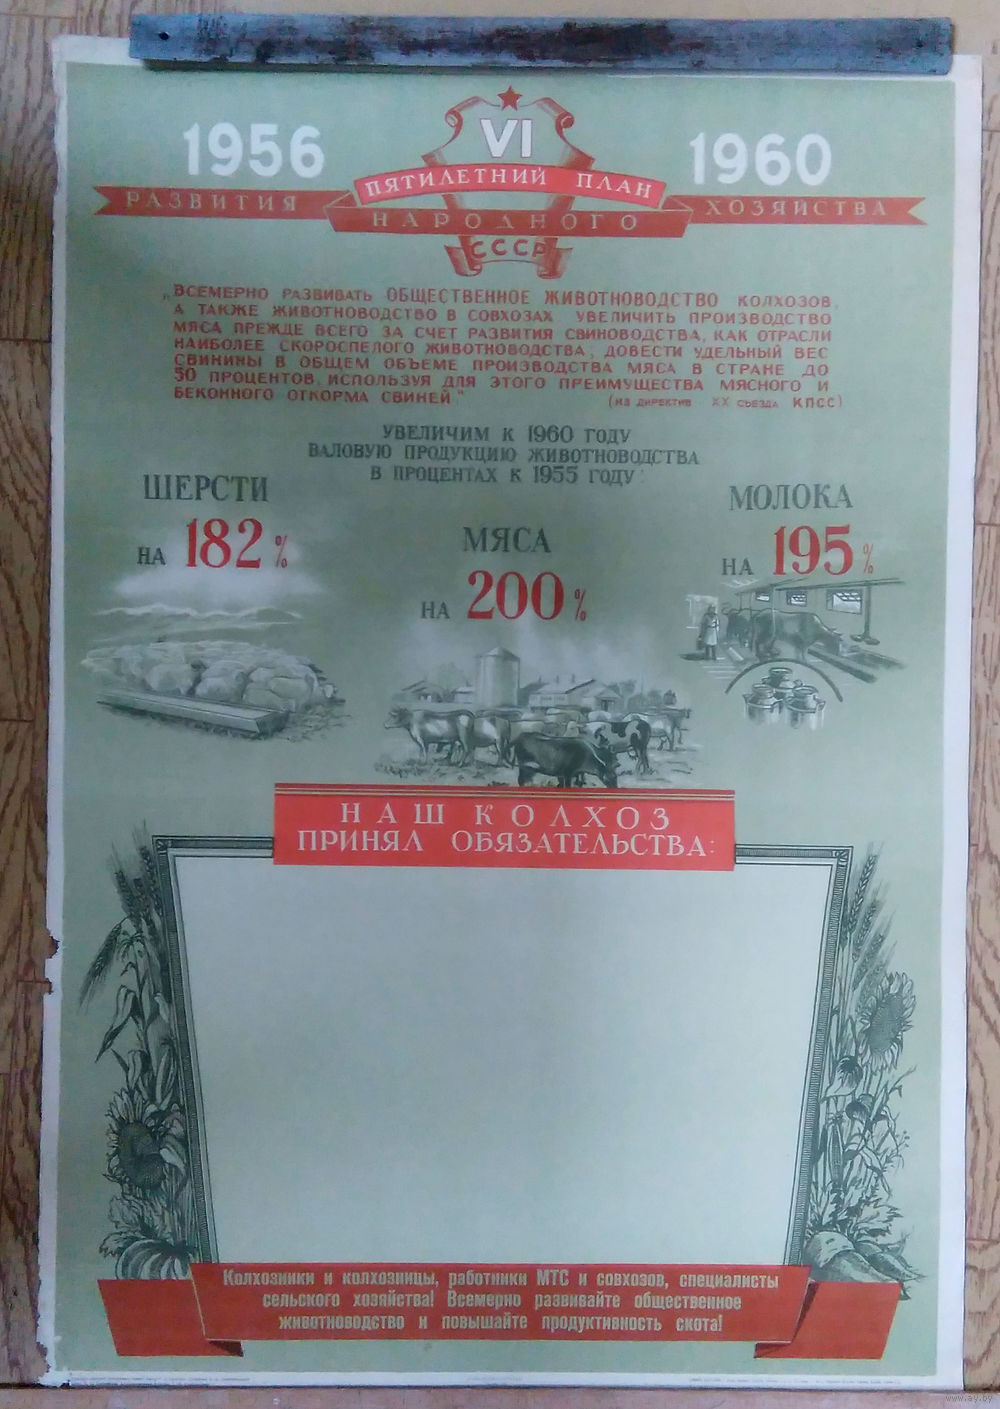 1956
VI
1960
ПЯТИЛЕТНИЙ ПЛАН
РАЗВИТИЯ НАРОДНОГО ХОЗЯЙСТВА
СССР
„ВСЕМЕРНО РАЗВИВАТЬ ОБЩЕСТВЕННОЕ ЖИВОТНОВОДСТВО КОЛХОЗОВ,
А ТАКЖЕ ЖИВОТНОВОДСТВО В СОВХОЗАХ УВЕЛИЧИТЬ ПРОИЗВОДСТВО
МЯСА ПРЕЖДЕ ВСЕГО ЗА СЧЕТ РАЗВИТИЯ СВИНОВОДСТВА, КАК ОТРАСЛИ
НАИБОЛЕЕ СКОРОСПЕЛОГО ЖИВОТНОВОДСТВА; ДОВЕСТИ УДЕЛЬНЫЙ ВЕС
СВИНИНЫ В ОБЩЕМ ОБЪЕМЕ ПРОИЗВОДСТВА МЯСА В СТРАНЕ ДО
50 ПРОЦЕНТОВ, ИСПОЛЬЗУЯ ДЛЯ ЭТОГО ПРЕИМУЩЕСТВА МЯСНОГО И
БЕКОННОГО ОТКОРМА СВИНЕЙ."
(ИЗ ДИРЕКТИВ XX СЪЕЗДА КПСС)
УВЕЛИЧИМ К 1960 ГОДУ
ВАЛОВУЮ ПРОДУКЦИЮ ЖИВОТНОВОДСТВА
В ПРОЦЕНТАХ К 1955 ГОДУ:
ШЕРСТИ
НА 182%
МЯСА
НА 200%
МОЛОКА
НА 195%
НАШ КОЛХОЗ
ПРИНЯЛ ОБЯЗАТЕЛЬСТВА:
Колхозники и колхозницы, работники МТС и совхозов, специалисты
сельского хозяйства! Всемерно развивайте общественное
животноводство и повышайте продуктивность скота!
www.ay.by